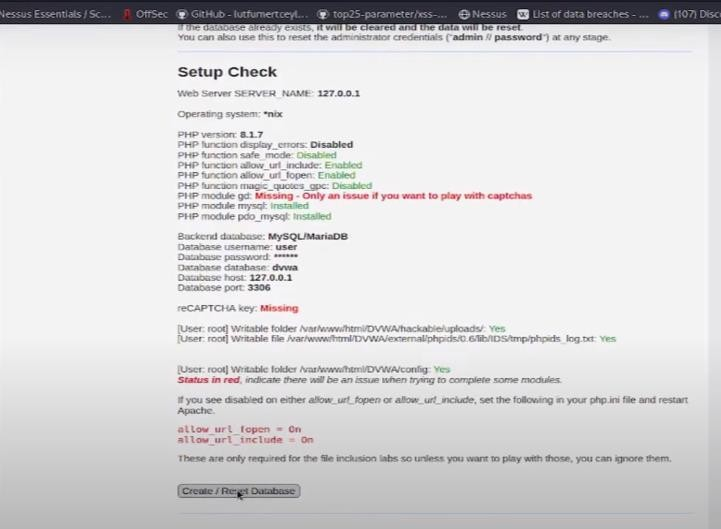 Nessus Essentials / Sc... OffSec GitHub - lutfumertceyl... top25-parameter/xss-... Nessus List of data breaches - ... (107) Disc
If the database already exists, it will be cleared and the data will be reset.
You can also use this to reset the administrator credentials ("admin // password") at any stage.
Setup Check
Web Server SERVER_NAME: 127.0.0.1
Operating system: *nix
PHP version: 8.1.7
PHP function display_errors: Disabled
PHP function safe_mode: Disabled
PHP function allow_url_include: Enabled
PHP function allow_url_fopen: Enabled
PHP function magic_quotes_gpc: Disabled
PHP module gd: Missing - Only an issue if you want to play with captchas
PHP module mysql: Installed
PHP module pdo_mysql: Installed
Backend database: MySQL/MariaDB
Database username: user
Database password: ******
Database database: dvwa
Database host: 127.0.0.1
Database port: 3306
reCAPTCHA key: Missing
[User: root] Writable folder /var/www/html/DVWA/hackable/uploads/: Yes
[User: root] Writable file /var/www/html/DVWA/external/phpids/0.6/lib/IDS/tmp/phpids_log.txt: Yes
[User: root] Writable folder /var/www/html/DVWA/config: Yes
Status in red, indicate there will be an issue when trying to complete some modules.
If you see disabled on either allow_url_fopen or allow_url_include, set the following in your php.ini file and restart
Apache.
allow_url_fopen = On
allow_url_include = On
These are only required for the file inclusion labs so unless you want to play with those, you can ignore them.
Create / Reset Database